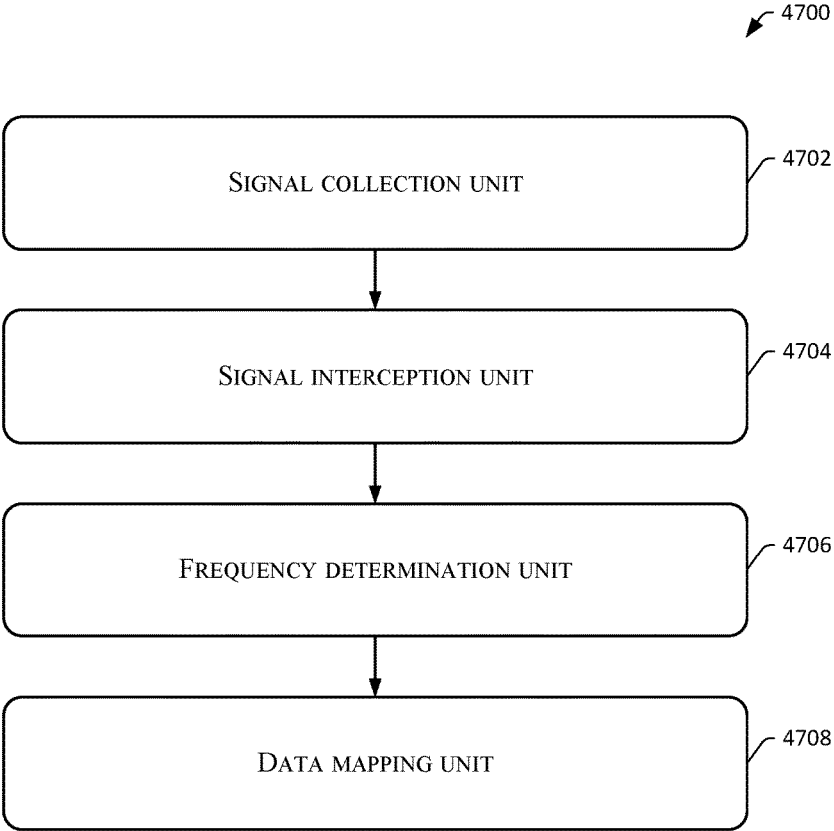 4700
SIGNAL COLLECTION UNIT
4702
SIGNAL INTERCEPTION UNIT
4704
FREQUENCY DETERMINATION UNIT
4706
DATA MAPPING UNIT
4708